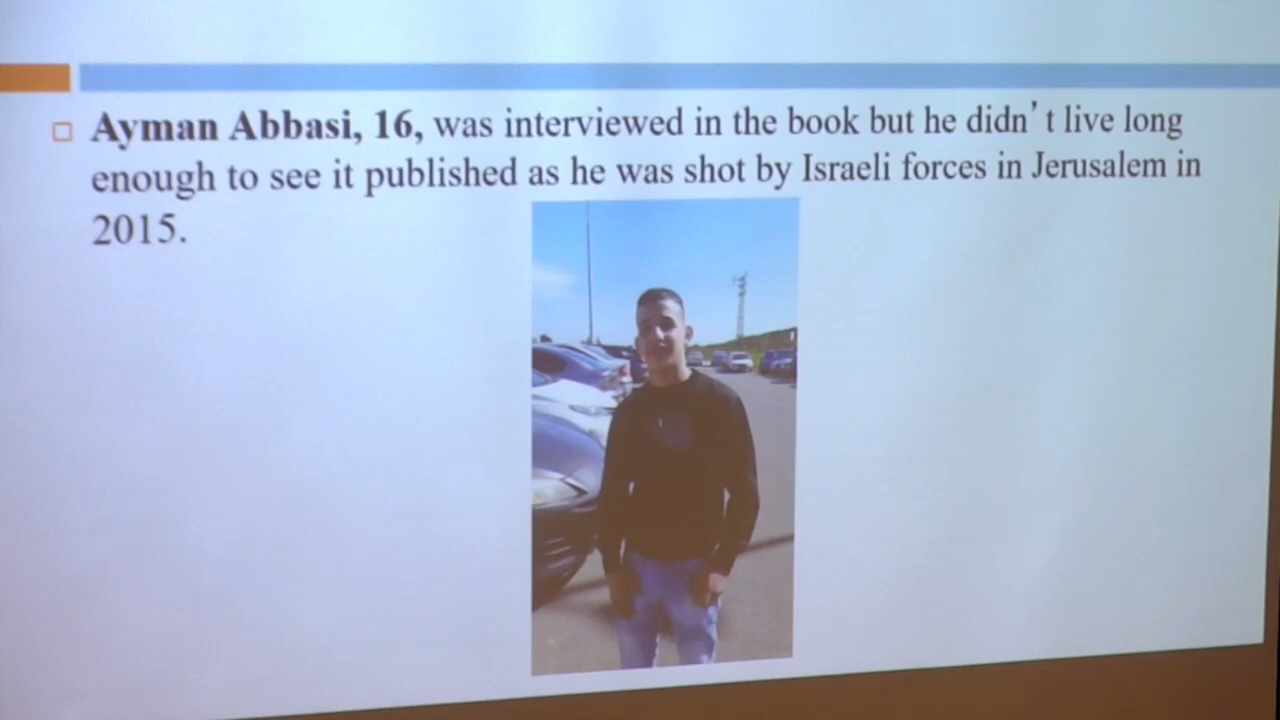 Ayman Abbasi, 16, was interviewed in the book but he didn’t live long
enough to see it published as he was shot by Israeli forces in Jerusalem in
2015.